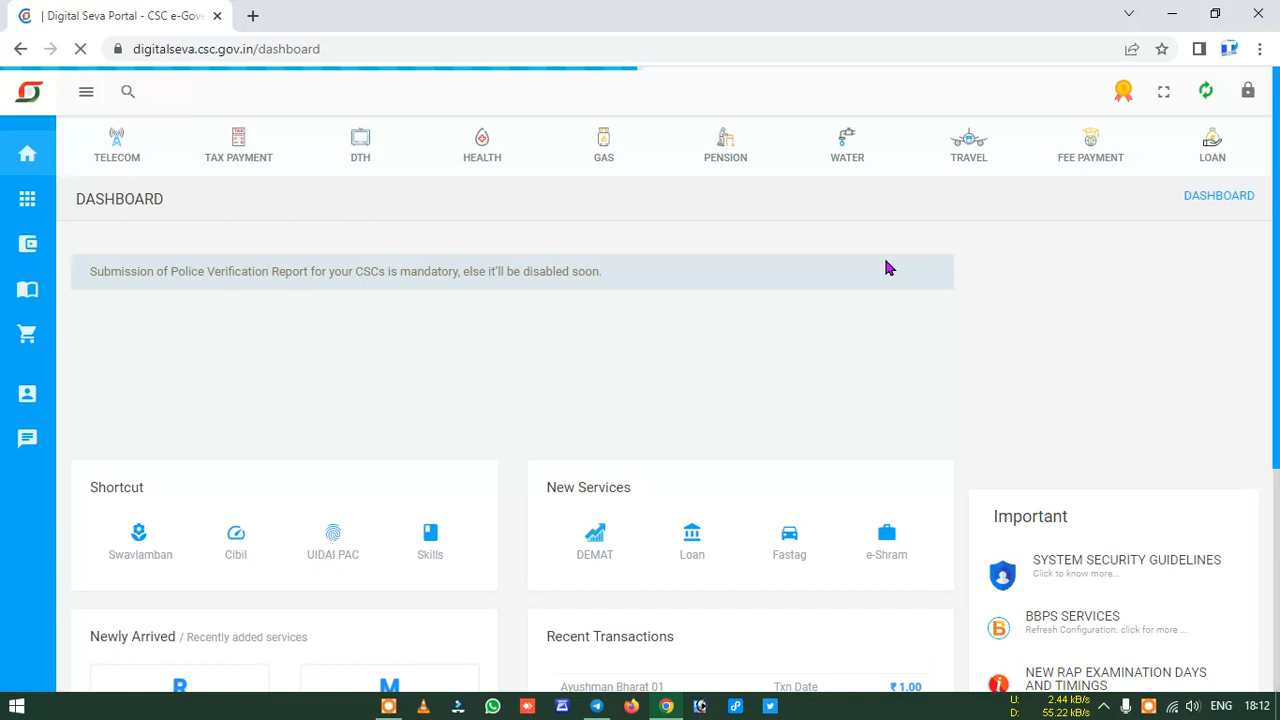 | Digital Seva Portal - CSC e-Gove
digitalseva.csc.gov.in/dashboard
TELECOM
TAX PAYMENT
DTH
HEALTH
GAS
PENSION
WATER
TRAVEL
FEE PAYMENT
LOAN
DASHBOARD
DASHBOARD
Submission of Police Verification Report for your CSCs is mandatory, else it'll be disabled soon.
Shortcut
Swavlamban
Cibil
UIDAI PAC
Skills
New Services
DEMAT
Loan
Fastag
e-Shram
Important
SYSTEM SECURITY GUIDELINES
Click to know more...
BBPS SERVICES
Refresh Configuration, click for more ...
NEW RAP EXAMINATION DAYS
AND TIMINGS
Newly Arrived / Recently added services
R
M
Recent Transactions
Ayushman Bharat 01
Txn Date
₹ 1.00
U: 2.44 kB/s
D: 55.22 kB/s
ENG
18:12